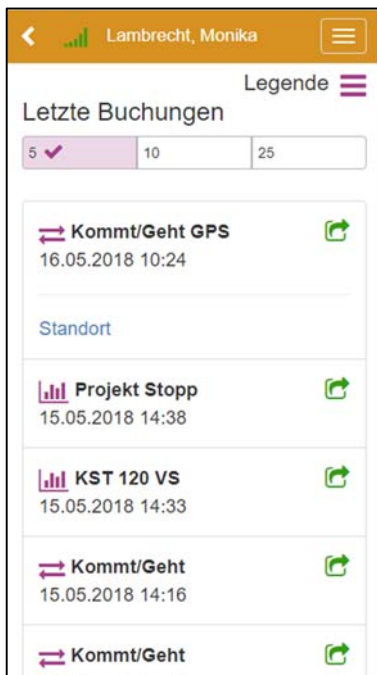 Lambrecht, Monika
Legende
Letzte Buchungen
5 10 25
Kommt/Geht GPS
16.05.2018 10:24
Standort
Projekt Stopp
15.05.2018 14:38
KST 120 VS
15.05.2018 14:33
Kommt/Geht
15.05.2018 14:16
Kommt/Geht